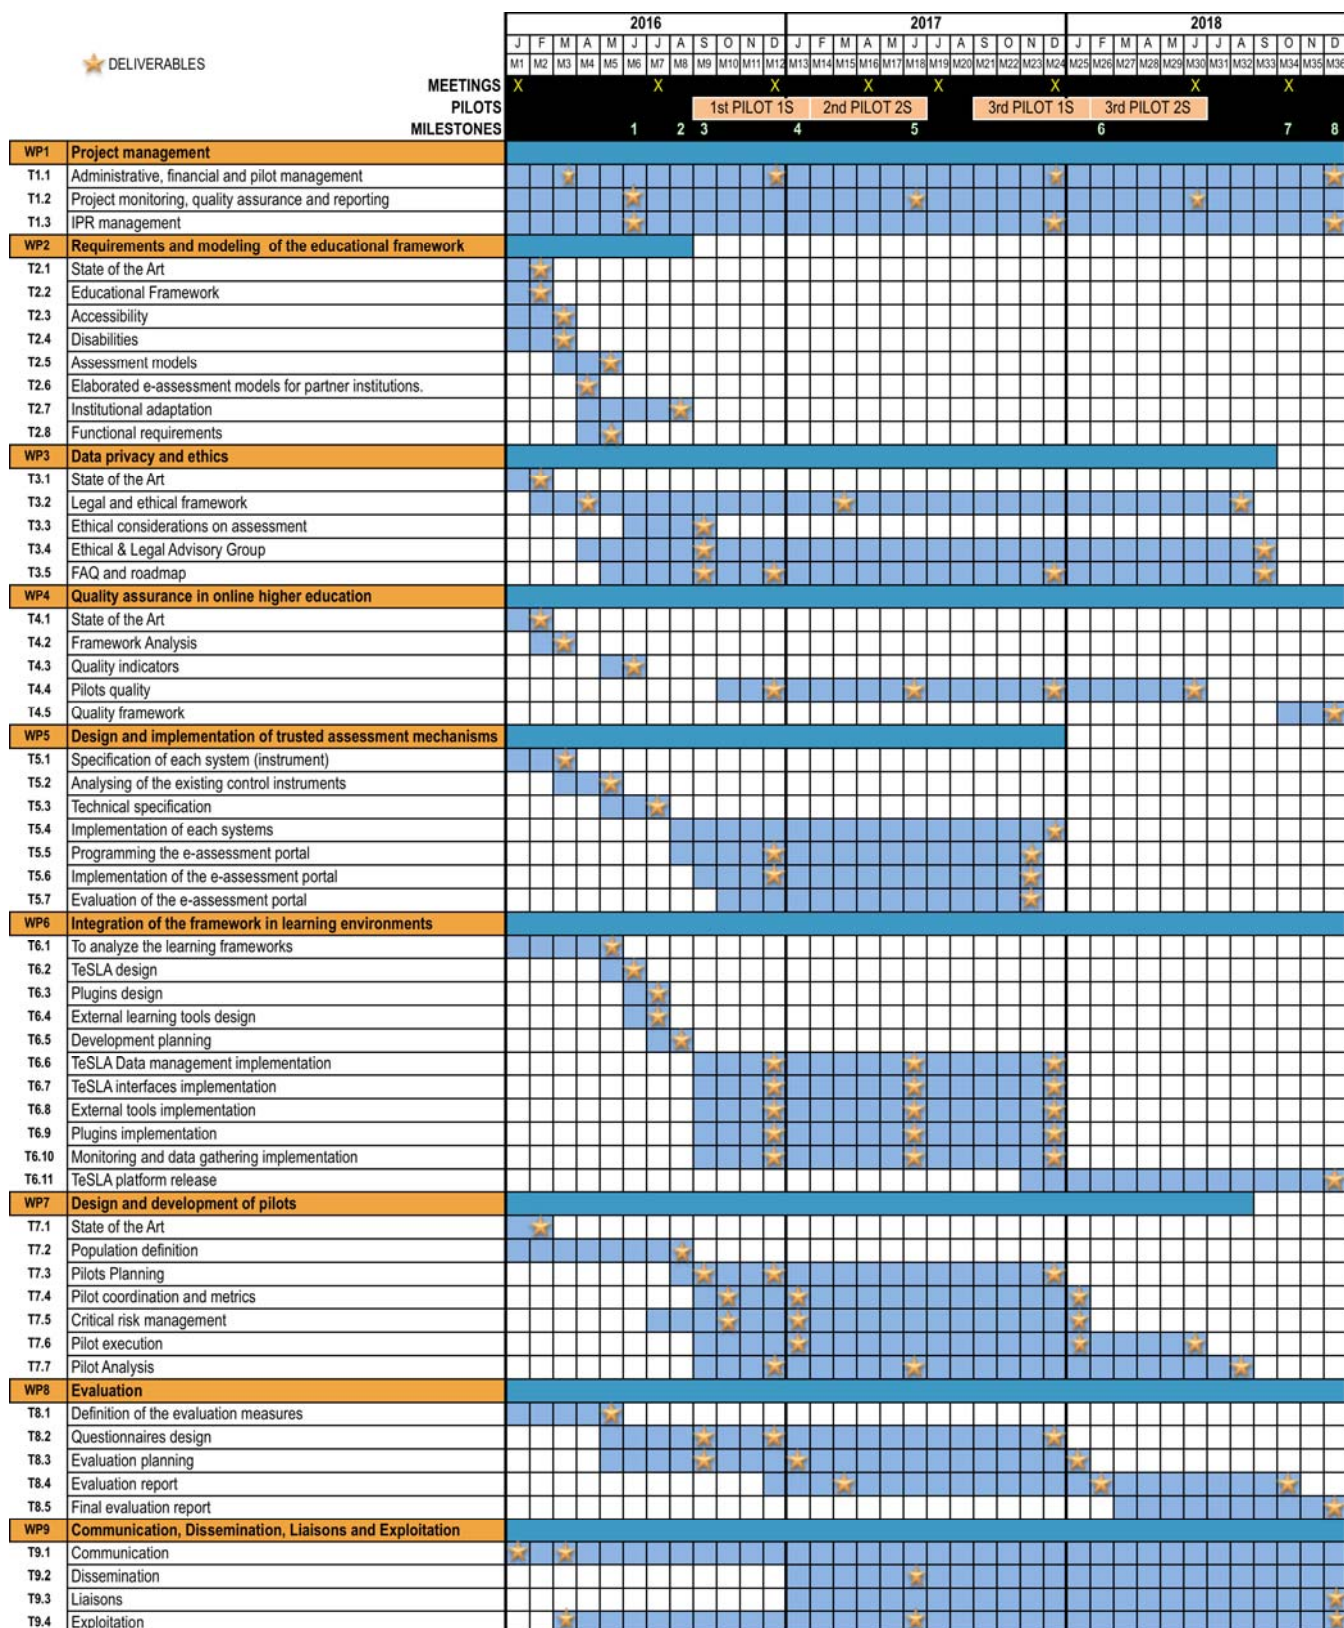 2016 2017 2018
J F M A M J J A S O N D J F M A M J J A S O N D J F M A M J J A S O N D
DELIVERABLES
M1 M2 M3 M4 M5 M6 M7 M8 M9 M10 M11 M12 M13 M14 M15 M16 M17 M18 M19 M20 M21 M22 M23 M24 M25 M26 M27 M28 M29 M30 M31 M32 M33 M34 M35 M36
MEETINGS X X X X X X X X
PILOTS 1st PILOT 1S 2nd PILOT 2S 3rd PILOT 1S 3rd PILOT 2S
MILESTONES 1 2 3 4 5 6 7 8
WP1 Project management
T1.1 Administrative, financial and pilot management
T1.2 Project monitoring, quality assurance and reporting
T1.3 IPR management
WP2 Requirements and modeling of the educational framework
T2.1 State of the Art
T2.2 Educational Framework
T2.3 Accessibility
T2.4 Disabilities
T2.5 Assessment models
T2.6 Elaborated e-assessment models for partner institutions.
T2.7 Institutional adaptation
T2.8 Functional requirements
WP3 Data privacy and ethics
T3.1 State of the Art
T3.2 Legal and ethical framework
T3.3 Ethical considerations on assessment
T3.4 Ethical & Legal Advisory Group
T3.5 FAQ and roadmap
WP4 Quality assurance in online higher education
T4.1 State of the Art
T4.2 Framework Analysis
T4.3 Quality indicators
T4.4 Pilots quality
T4.5 Quality framework
WP5 Design and implementation of trusted assessment mechanisms
T5.1 Specification of each system (instrument)
T5.2 Analysing of the existing control instruments
T5.3 Technical specification
T5.4 Implementation of each systems
T5.5 Programming the e-assessment portal
T5.6 Implementation of the e-assessment portal
T5.7 Evaluation of the e-assessment portal
WP6 Integration of the framework in learning environments
T6.1 To analyze the learning frameworks
T6.2 TeSLA design
T6.3 Plugins design
T6.4 External learning tools design
T6.5 Development planning
T6.6 TeSLA Data management implementation
T6.7 TeSLA interfaces implementation
T6.8 External tools implementation
T6.9 Plugins implementation
T6.10 Monitoring and data gathering implementation
T6.11 TeSLA platform release
WP7 Design and development of pilots
T7.1 State of the Art
T7.2 Population definition
T7.3 Pilots Planning
T7.4 Pilot coordination and metrics
T7.5 Critical risk management
T7.6 Pilot execution
T7.7 Pilot Analysis
WP8 Evaluation
T8.1 Definition of the evaluation measures
T8.2 Questionnaires design
T8.3 Evaluation planning
T8.4 Evaluation report
T8.5 Final evaluation report
WP9 Communication, Dissemination, Liaisons and Exploitation
T9.1 Communication
T9.2 Dissemination
T9.3 Liaisons
T9.4 Exploitation